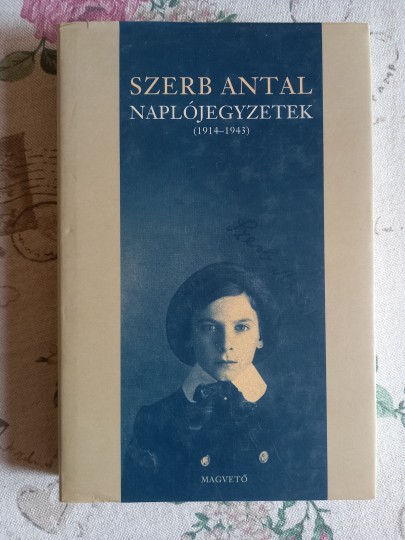 SZERB ANTAL
NAPLÓJEGYZETEK
(1914–1943)
MAGVETŐ